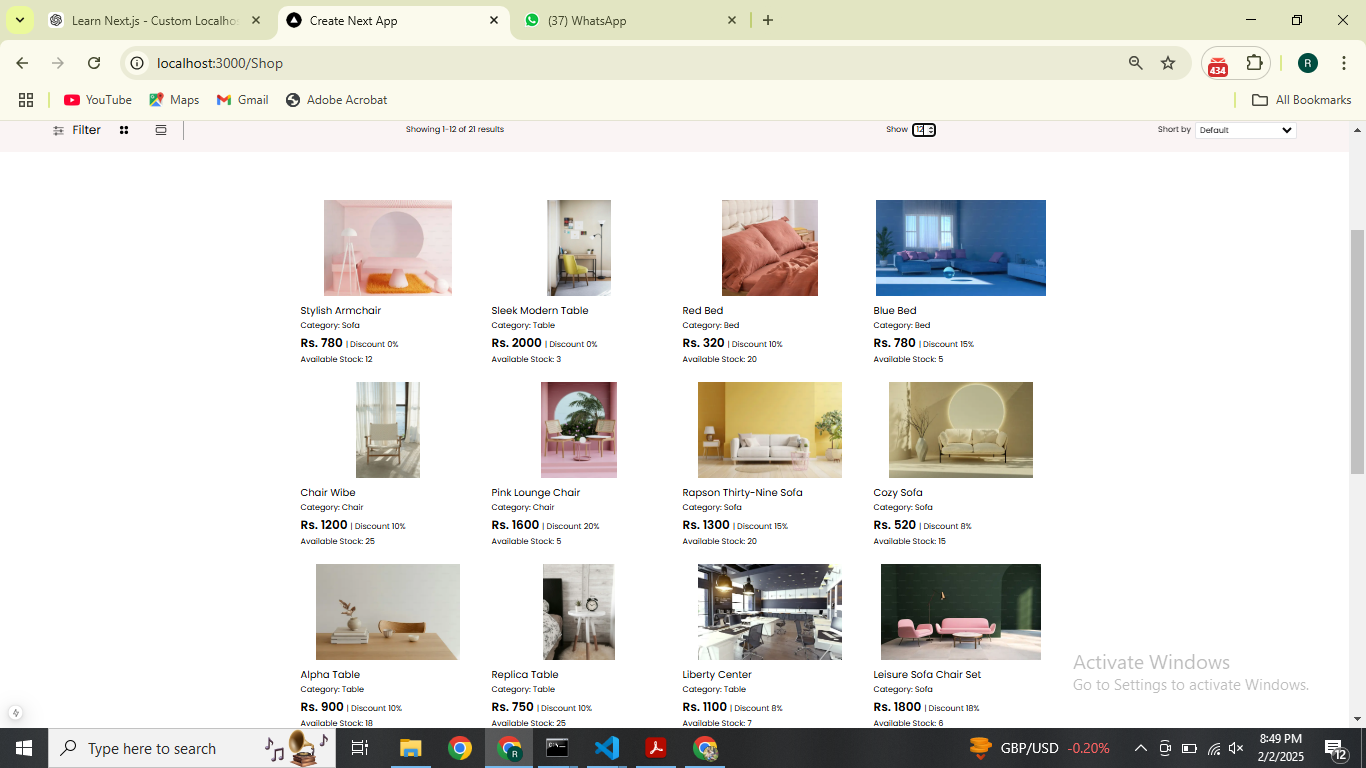 Learn Next.js - Custom Localho
Create Next App
(37) WhatsApp
localhost:3000/Shop
434
R
YouTube
Maps
Gmail
Adobe Acrobat
All Bookmarks
Filter
Showing 1-12 of 21 results
Show 12
Short by Default
Stylish Armchair
Category: Sofa
Rs. 780 | Discount 0%
Available Stock: 12
Sleek Modern Table
Category: Table
Rs. 2000 | Discount 0%
Available Stock: 3
Red Bed
Category: Bed
Rs. 320 | Discount 10%
Available Stock: 20
Blue Bed
Category: Bed
Rs. 780 | Discount 15%
Available Stock: 5
Chair Wibe
Category: Chair
Rs. 1200 | Discount 10%
Available Stock: 25
Pink Lounge Chair
Category: Chair
Rs. 1600 | Discount 20%
Available Stock: 5
Rapson Thirty-Nine Sofa
Category: Sofa
Rs. 1300 | Discount 15%
Available Stock: 20
Cozy Sofa
Category: Sofa
Rs. 520 | Discount 8%
Available Stock: 15
Alpha Table
Category: Table
Rs. 900 | Discount 10%
Available Stock: 18
Replica Table
Category: Table
Rs. 750 | Discount 10%
Available Stock: 25
Liberty Center
Category: Table
Rs. 1100 | Discount 8%
Available Stock: 7
Leisure Sofa Chair Set
Category: Sofa
Rs. 1800 | Discount 18%
Available Stock: 6
Activate Windows
Go to Settings to activate Windows.
Type here to search
R
GBP/USD -0.20%
8:49 PM
2/2/2025
12